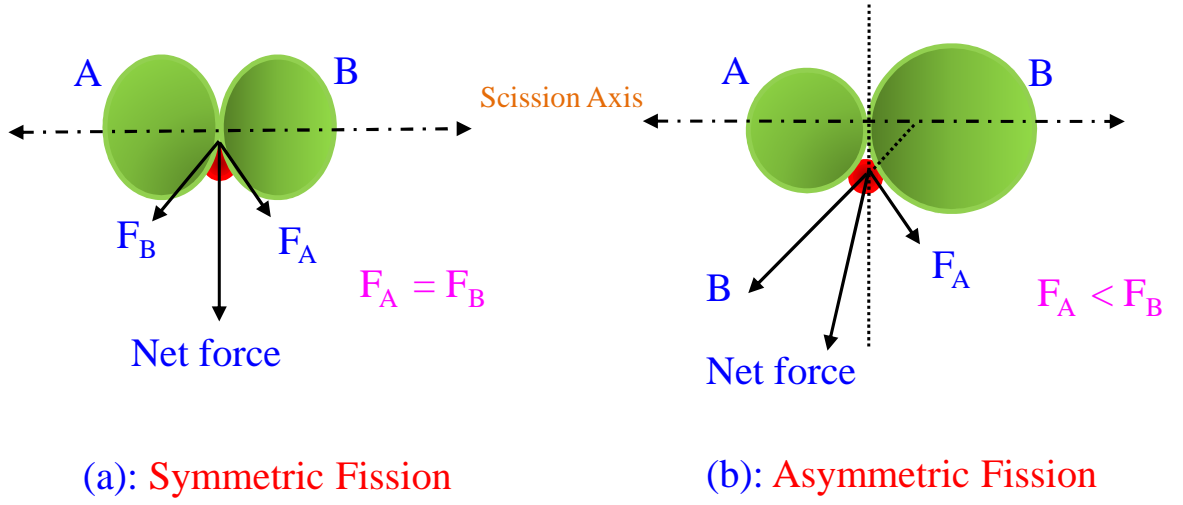 A
B
F_B
F_A
F_A = F_B
Net force
(a): Symmetric Fission
Scission Axis
A
B
B
F_A
F_A < F_B
Net force
(b): Asymmetric Fission